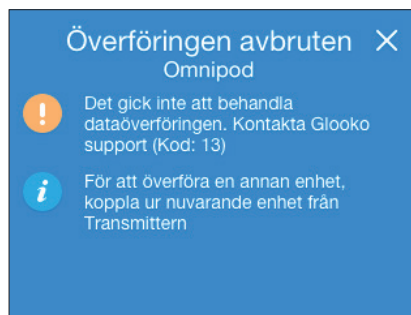 Överföringen avbruten
Omnipod
Det gick inte att behandla
dataöverföringen. Kontakta Glooko
support (Kod: 13)
För att överföra en annan enhet,
koppla ur nuvarande enhet från
Transmittern